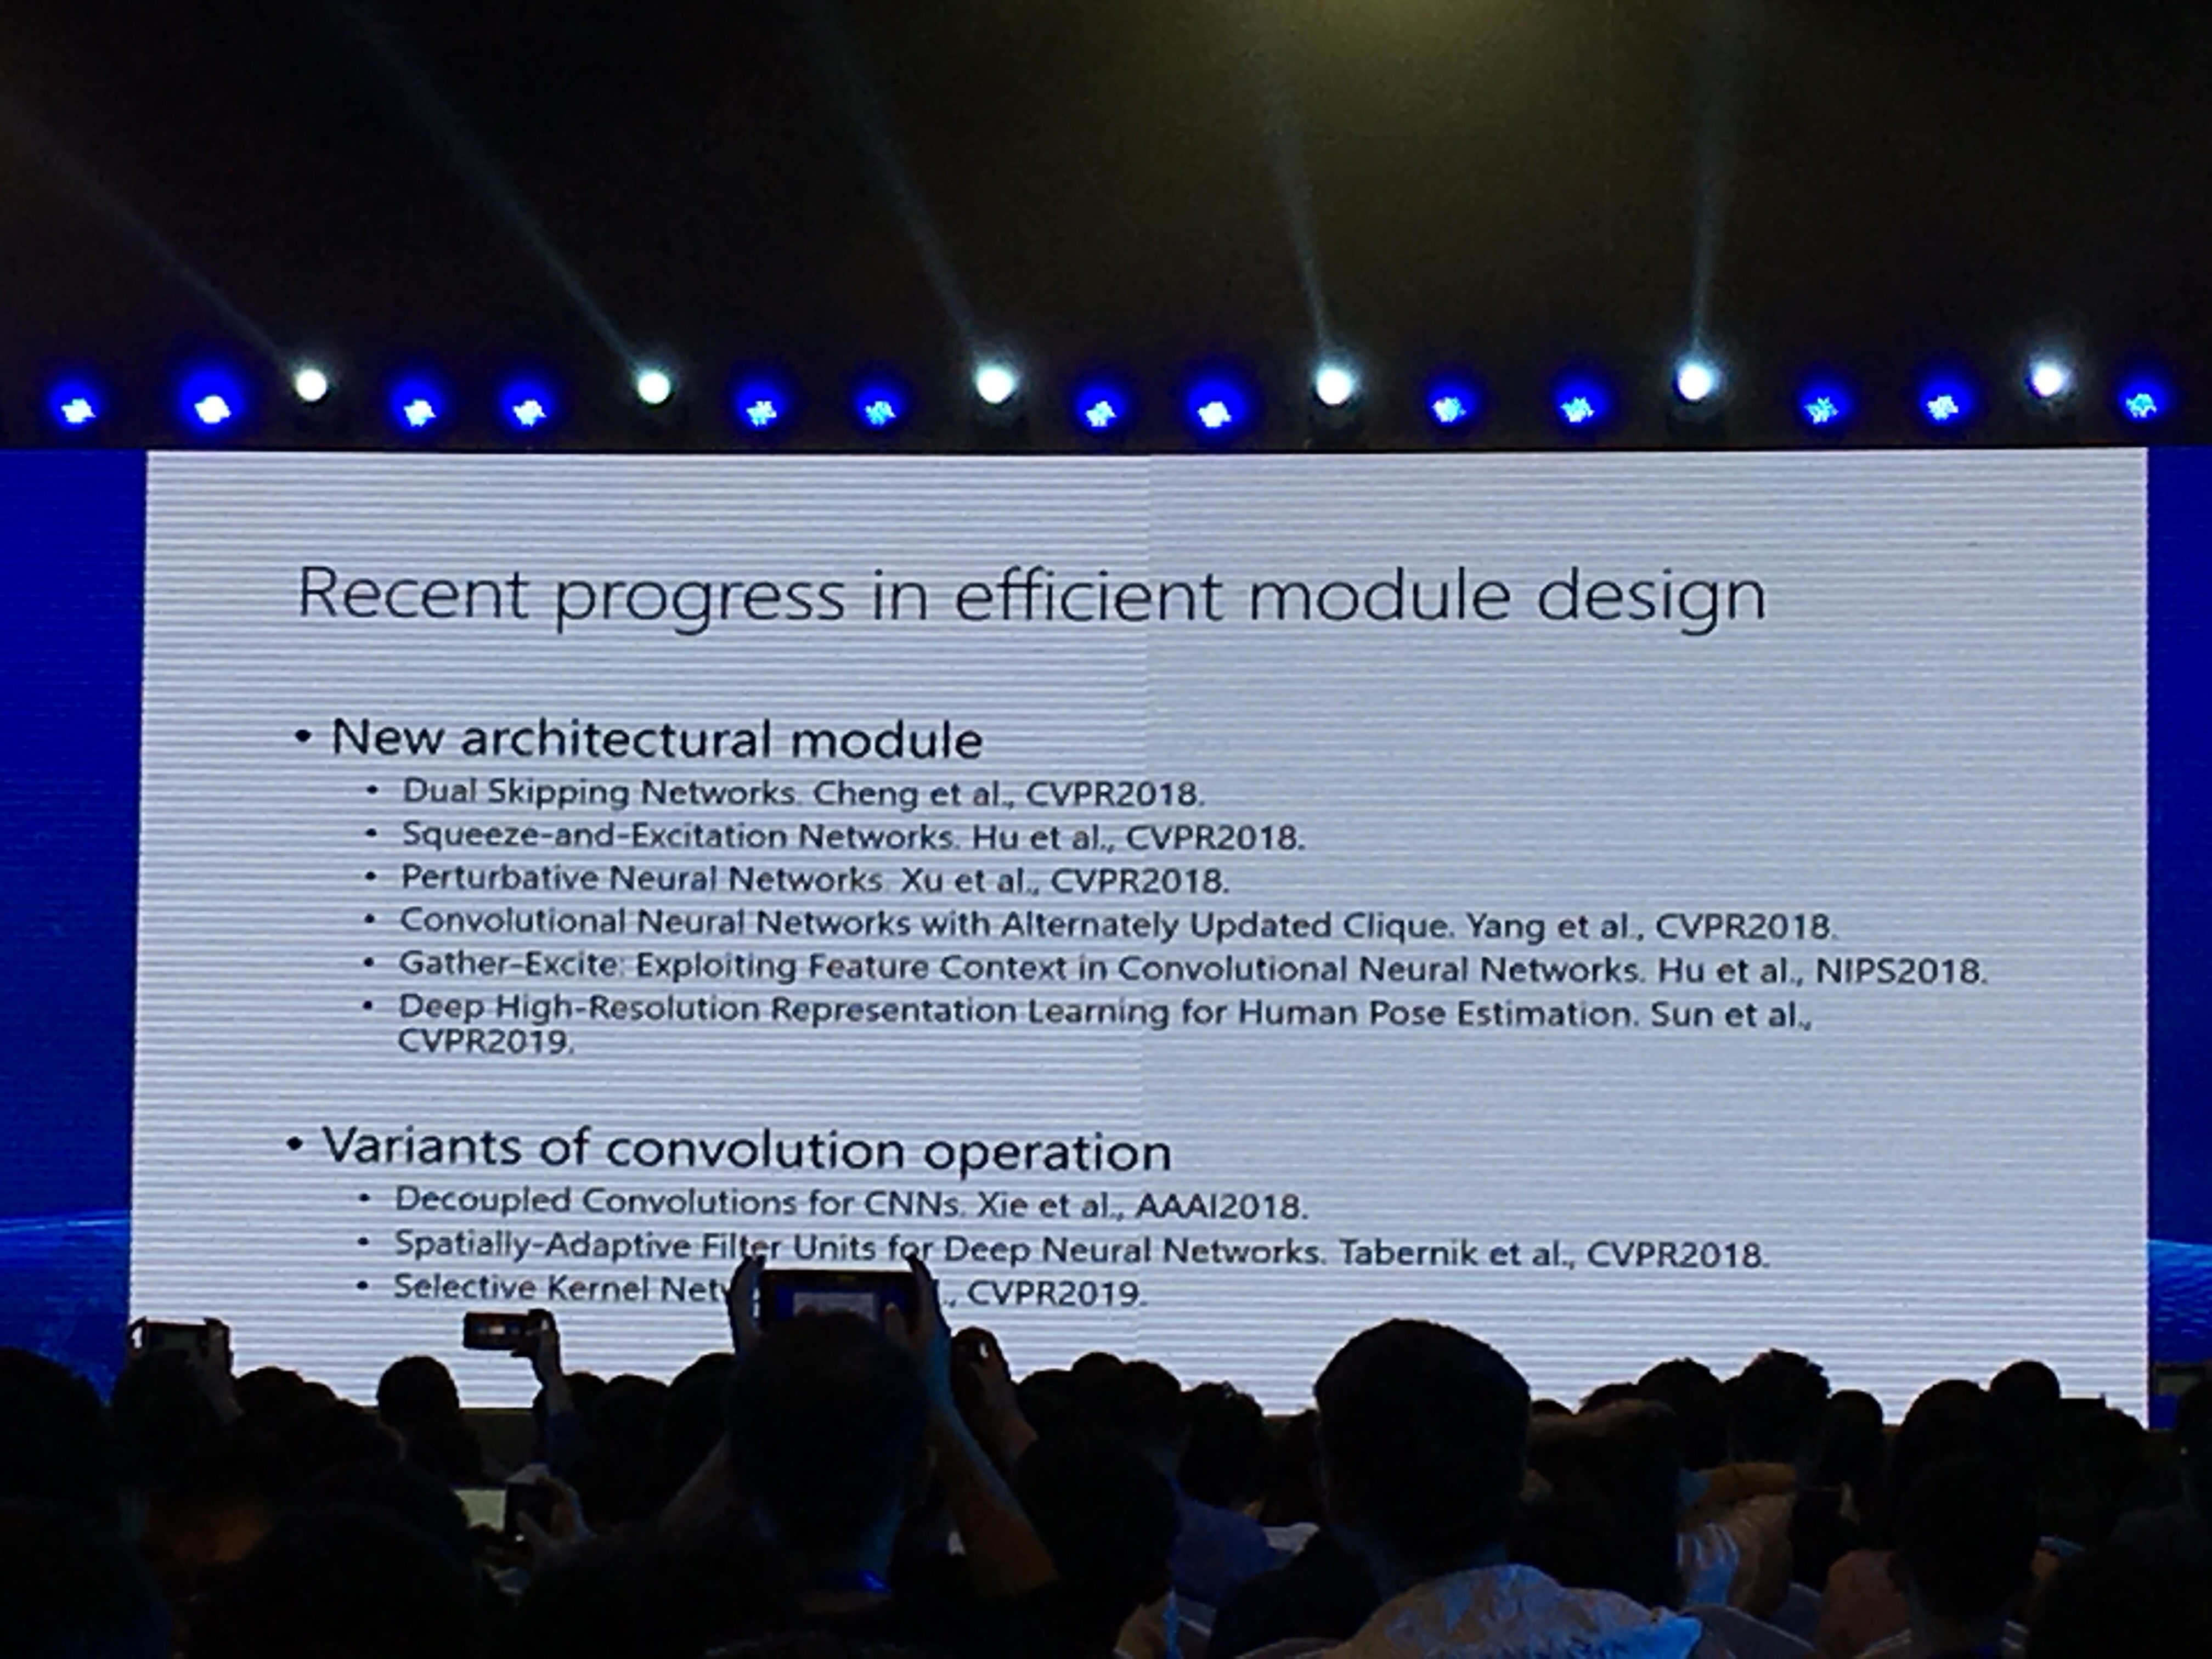 Recent progress in efficient module design
• New architectural module
• Dual Skipping Networks. Cheng et al., CVPR2018.
• Squeeze-and-Excitation Networks. Hu et al., CVPR2018.
• Perturbative Neural Networks. Xu et al., CVPR2018.
• Convolutional Neural Networks with Alternately Updated Clique. Yang et al., CVPR2018.
• Gather-Excite: Exploiting Feature Context in Convolutional Neural Networks. Hu et al., NIPS2018.
• Deep High-Resolution Representation Learning for Human Pose Estimation. Sun et al.,
CVPR2019.
• Variants of convolution operation
• Decoupled Convolutions for CNNs. Xie et al., AAAI2018.
• Spatially-Adaptive Filter Units for Deep Neural Networks. Tabernik et al., CVPR2018.
• Selective Kernel CVPR2019.